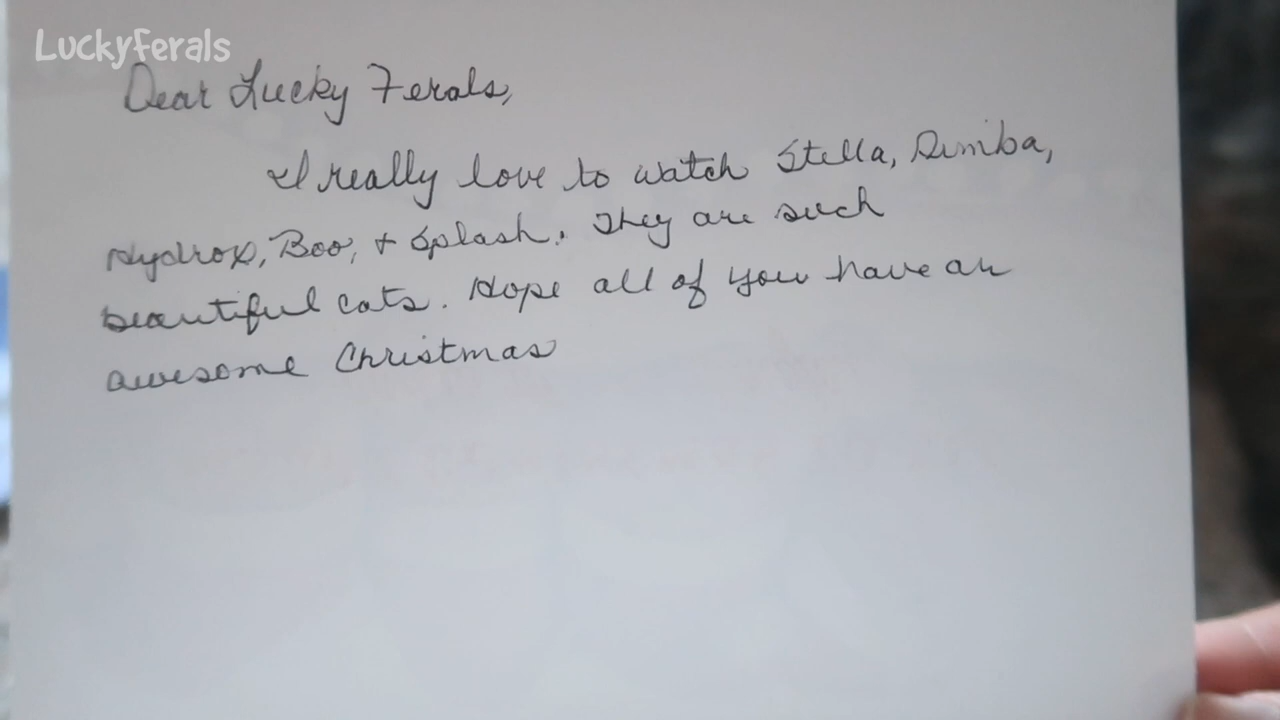 LuckyFerals
Dear Lucky Ferals,
I really love to watch Stella, Simba,
Hydrox, Boo, + Splash. They are such
beautiful cats. Hope all of you have an
awesome Christmas